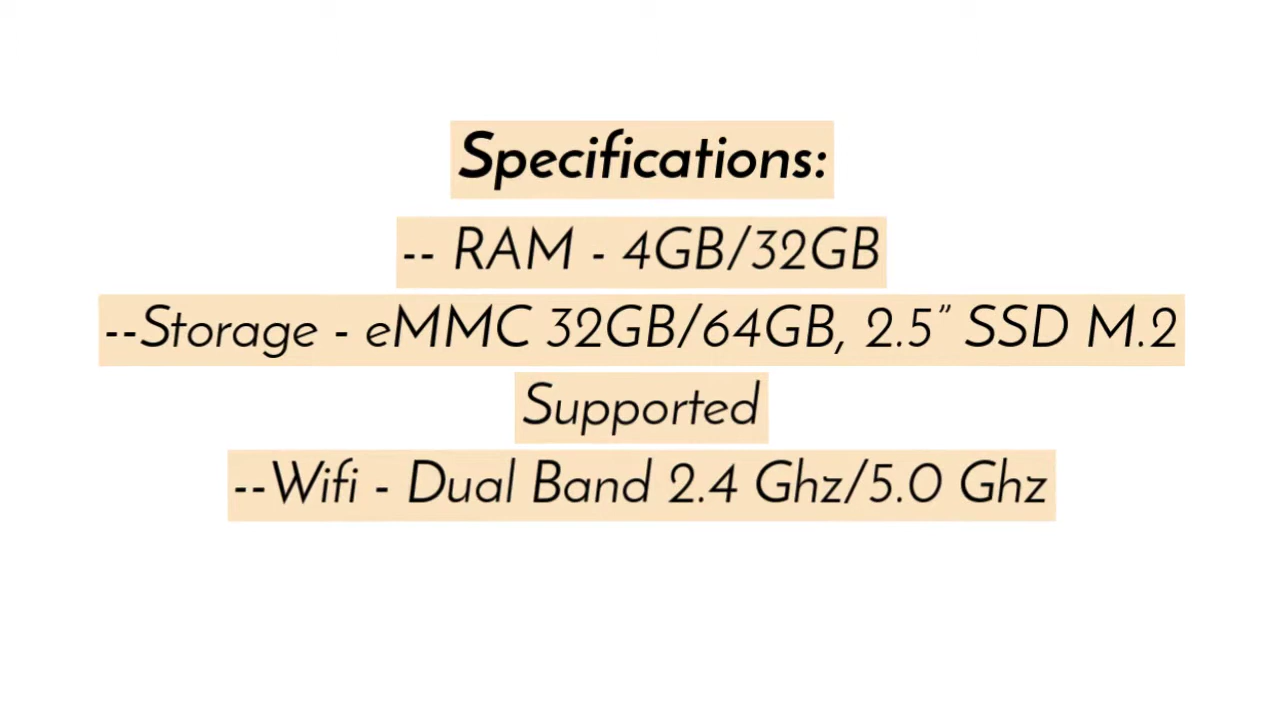 Specifications:
-- RAM - 4GB/32GB
--Storage - eMMC 32GB/64GB, 2.5” SSD M.2
Supported
--Wifi - Dual Band 2.4 Ghz/5.0 Ghz